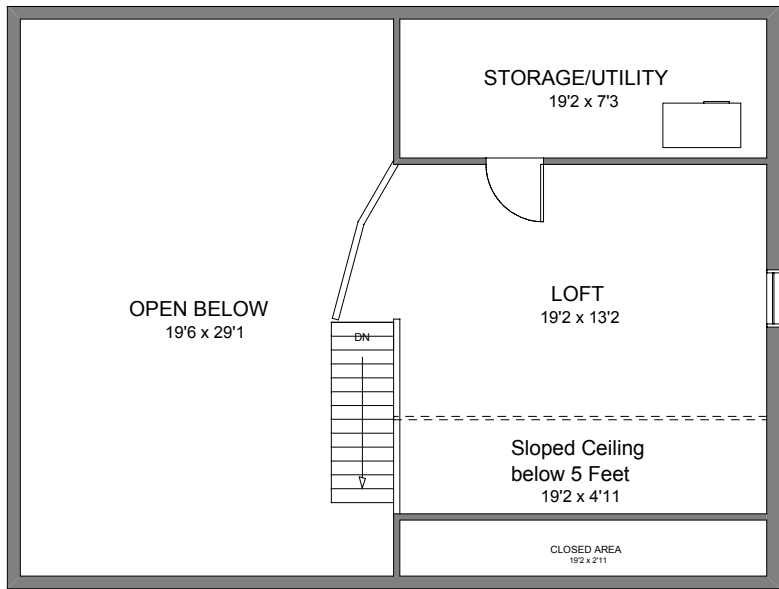 STORAGE/UTILITY
19'2 x 7'3
OPEN BELOW
19'6 x 29'1
LOFT
19'2 x 13'2
DN
Sloped Ceiling
below 5 Feet
19'2 x 4'11
CLOSED AREA
19'2 x 2'11